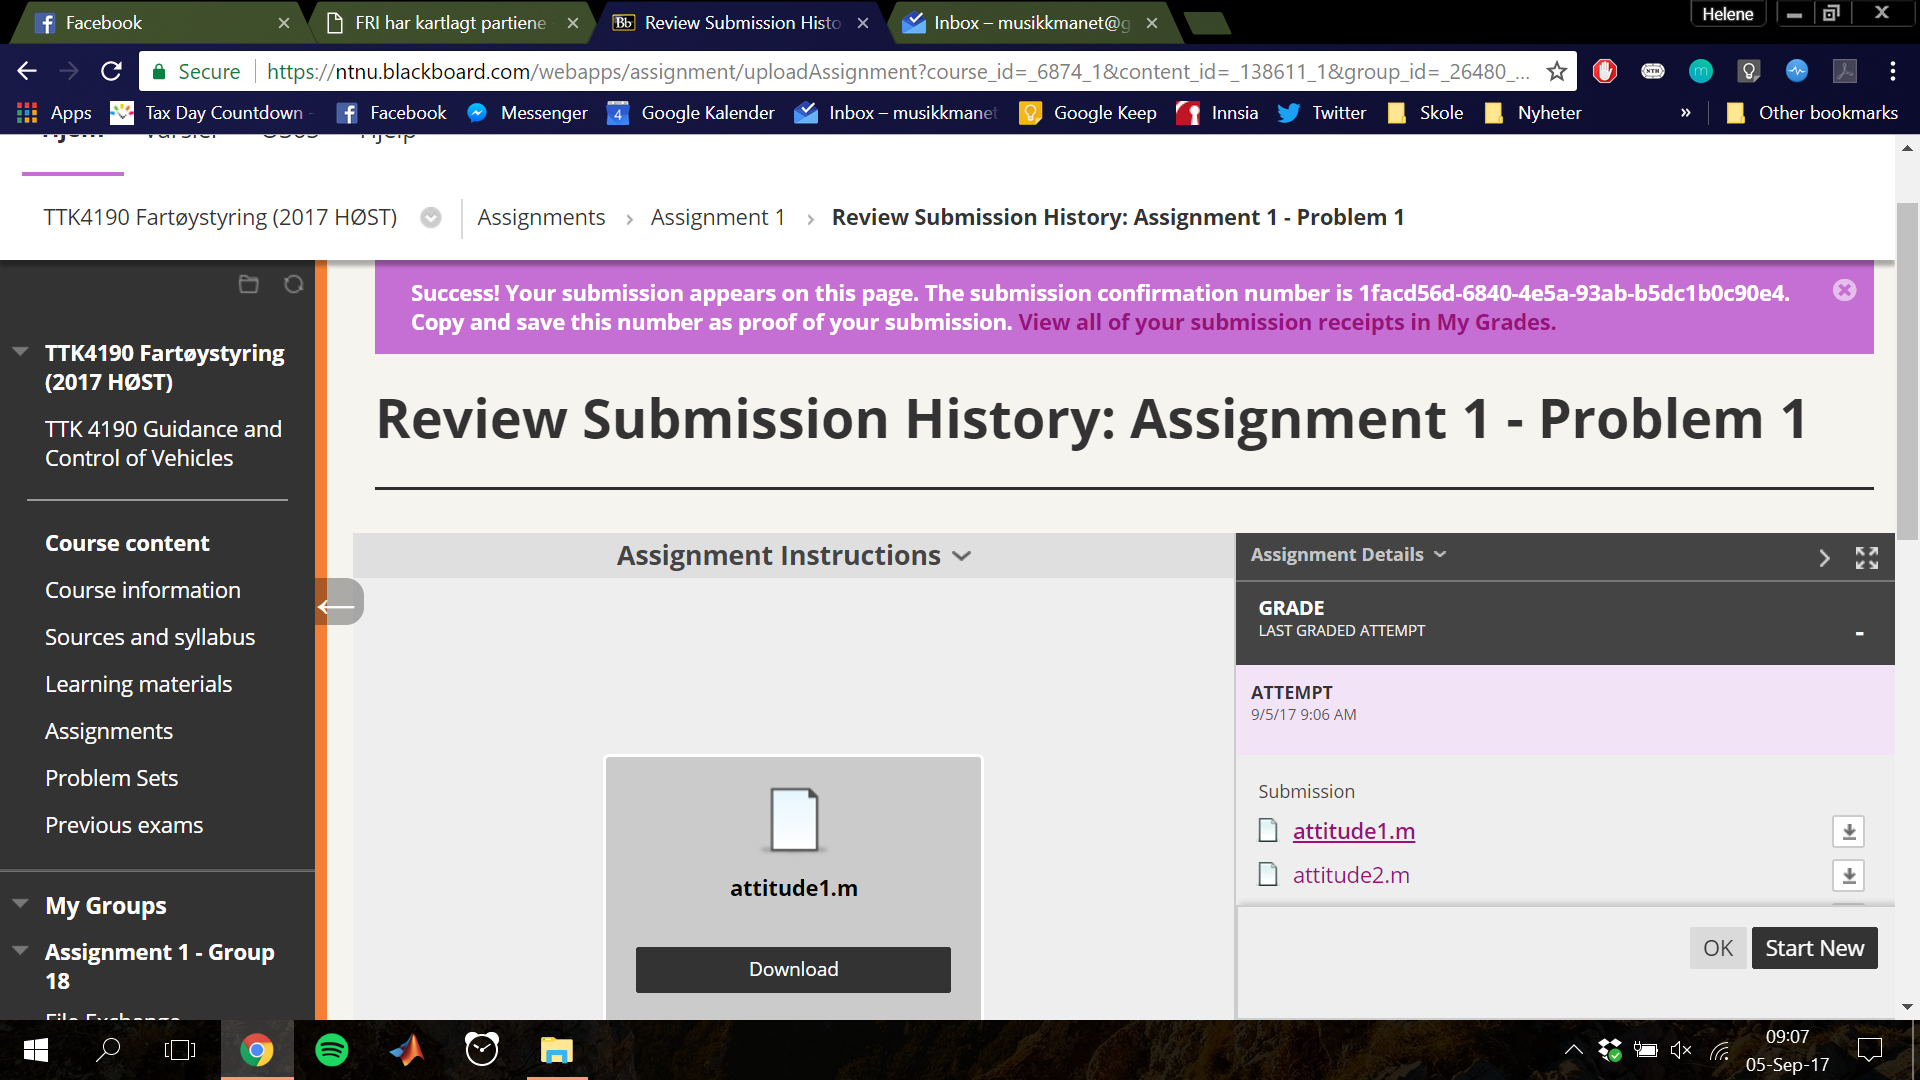 Facebook
FRI har kartlagt partiene
Review Submission Histo
Inbox – musikkmanet@g
Helene
Secure
https://ntnu.blackboard.com/webapps/assignment/uploadAssignment?course_id=_6874_1&content_id=_138611_1&group_id=_26480_...
Apps
Tax Day Countdown
Facebook
Messenger
4
Google Kalender
Inbox – musikkmanet
Google Keep
Innsia
Twitter
Skole
Nyheter
»
Other bookmarks
Hjem
Varsler
Hjelp
TTK4190 Fartøystyring (2017 HØST)
Assignments
Assignment 1
Review Submission History: Assignment 1 - Problem 1
Success! Your submission appears on this page. The submission confirmation number is 1facd56d-6840-4e5a-93ab-b5dc1b0c90e4.
Copy and save this number as proof of your submission. View all of your submission receipts in My Grades.
TTK4190 Fartøystyring
(2017 HØST)
TTK 4190 Guidance and
Control of Vehicles
Course content
Course information
Sources and syllabus
Learning materials
Assignments
Problem Sets
Previous exams
My Groups
Assignment 1 - Group
18
File Exchange
Review Submission History: Assignment 1 - Problem 1
Assignment Instructions
attitude1.m
Download
Assignment Details
GRADE
LAST GRADED ATTEMPT
-
ATTEMPT
9/5/17 9:06 AM
Submission
attitude1.m
attitude2.m
OK
Start New
09:07
05-Sep-17